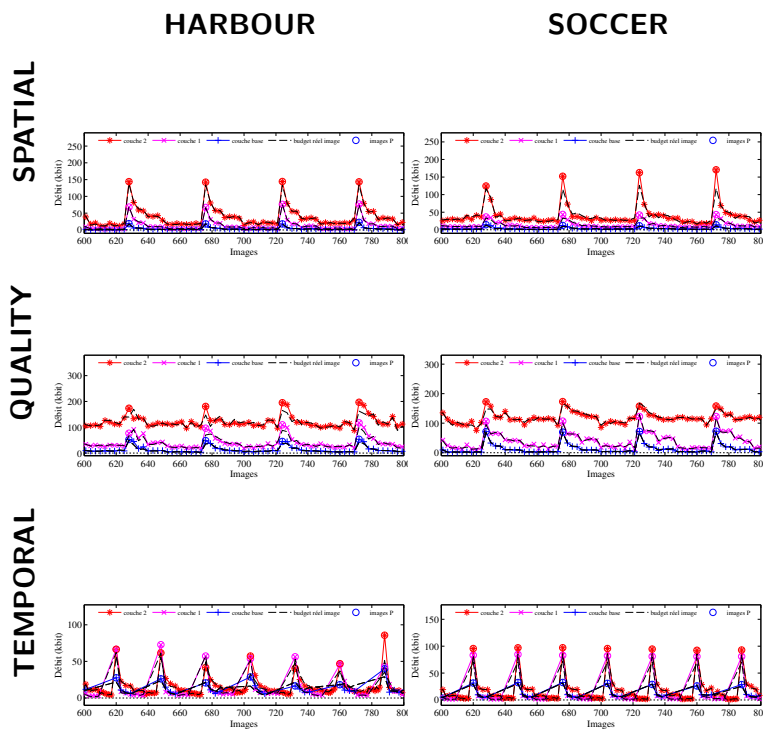 HARBOUR SOCCER
SPATIAL
couche 2 couche 1 couche base budget réel image images P
250
200
150
100
50
0
Débit (kbit)
600 620 640 660 680 700 720 740 760 780 800
Images
couche 2 couche 1 couche base budget réel image images P
250
200
150
100
50
0
Débit (kbit)
600 620 640 660 680 700 720 740 760 780 800
Images
QUALITY
couche 2 couche 1 couche base budget réel image images P
300
200
100
0
Débit (kbit)
600 620 640 660 680 700 720 740 760 780 800
Images
couche 2 couche 1 couche base budget réel image images P
300
200
100
0
Débit (kbit)
600 620 640 660 680 700 720 740 760 780 800
Images
TEMPORAL
couche 2 couche 1 couche base budget réel image images P
100
50
0
Débit (kbit)
600 620 640 660 680 700 720 740 760 780 800
Images
couche 2 couche 1 couche base budget réel image images P
150
100
50
0
Débit (kbit)
600 620 640 660 680 700 720 740 760 780 800
Images